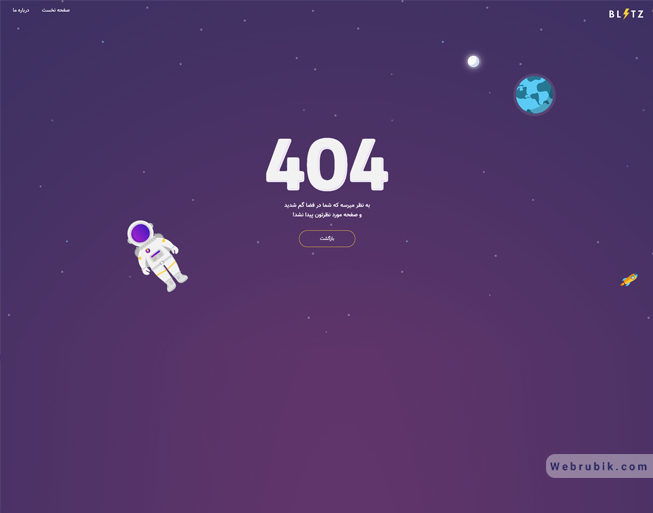 BLITZ
صفحه نخست
درباره ما
404
به نظر میرسه که شما در فضا گم شدید
و صفحه مورد نظرتون پیدا نشد!
بازگشت
Webrubik.com